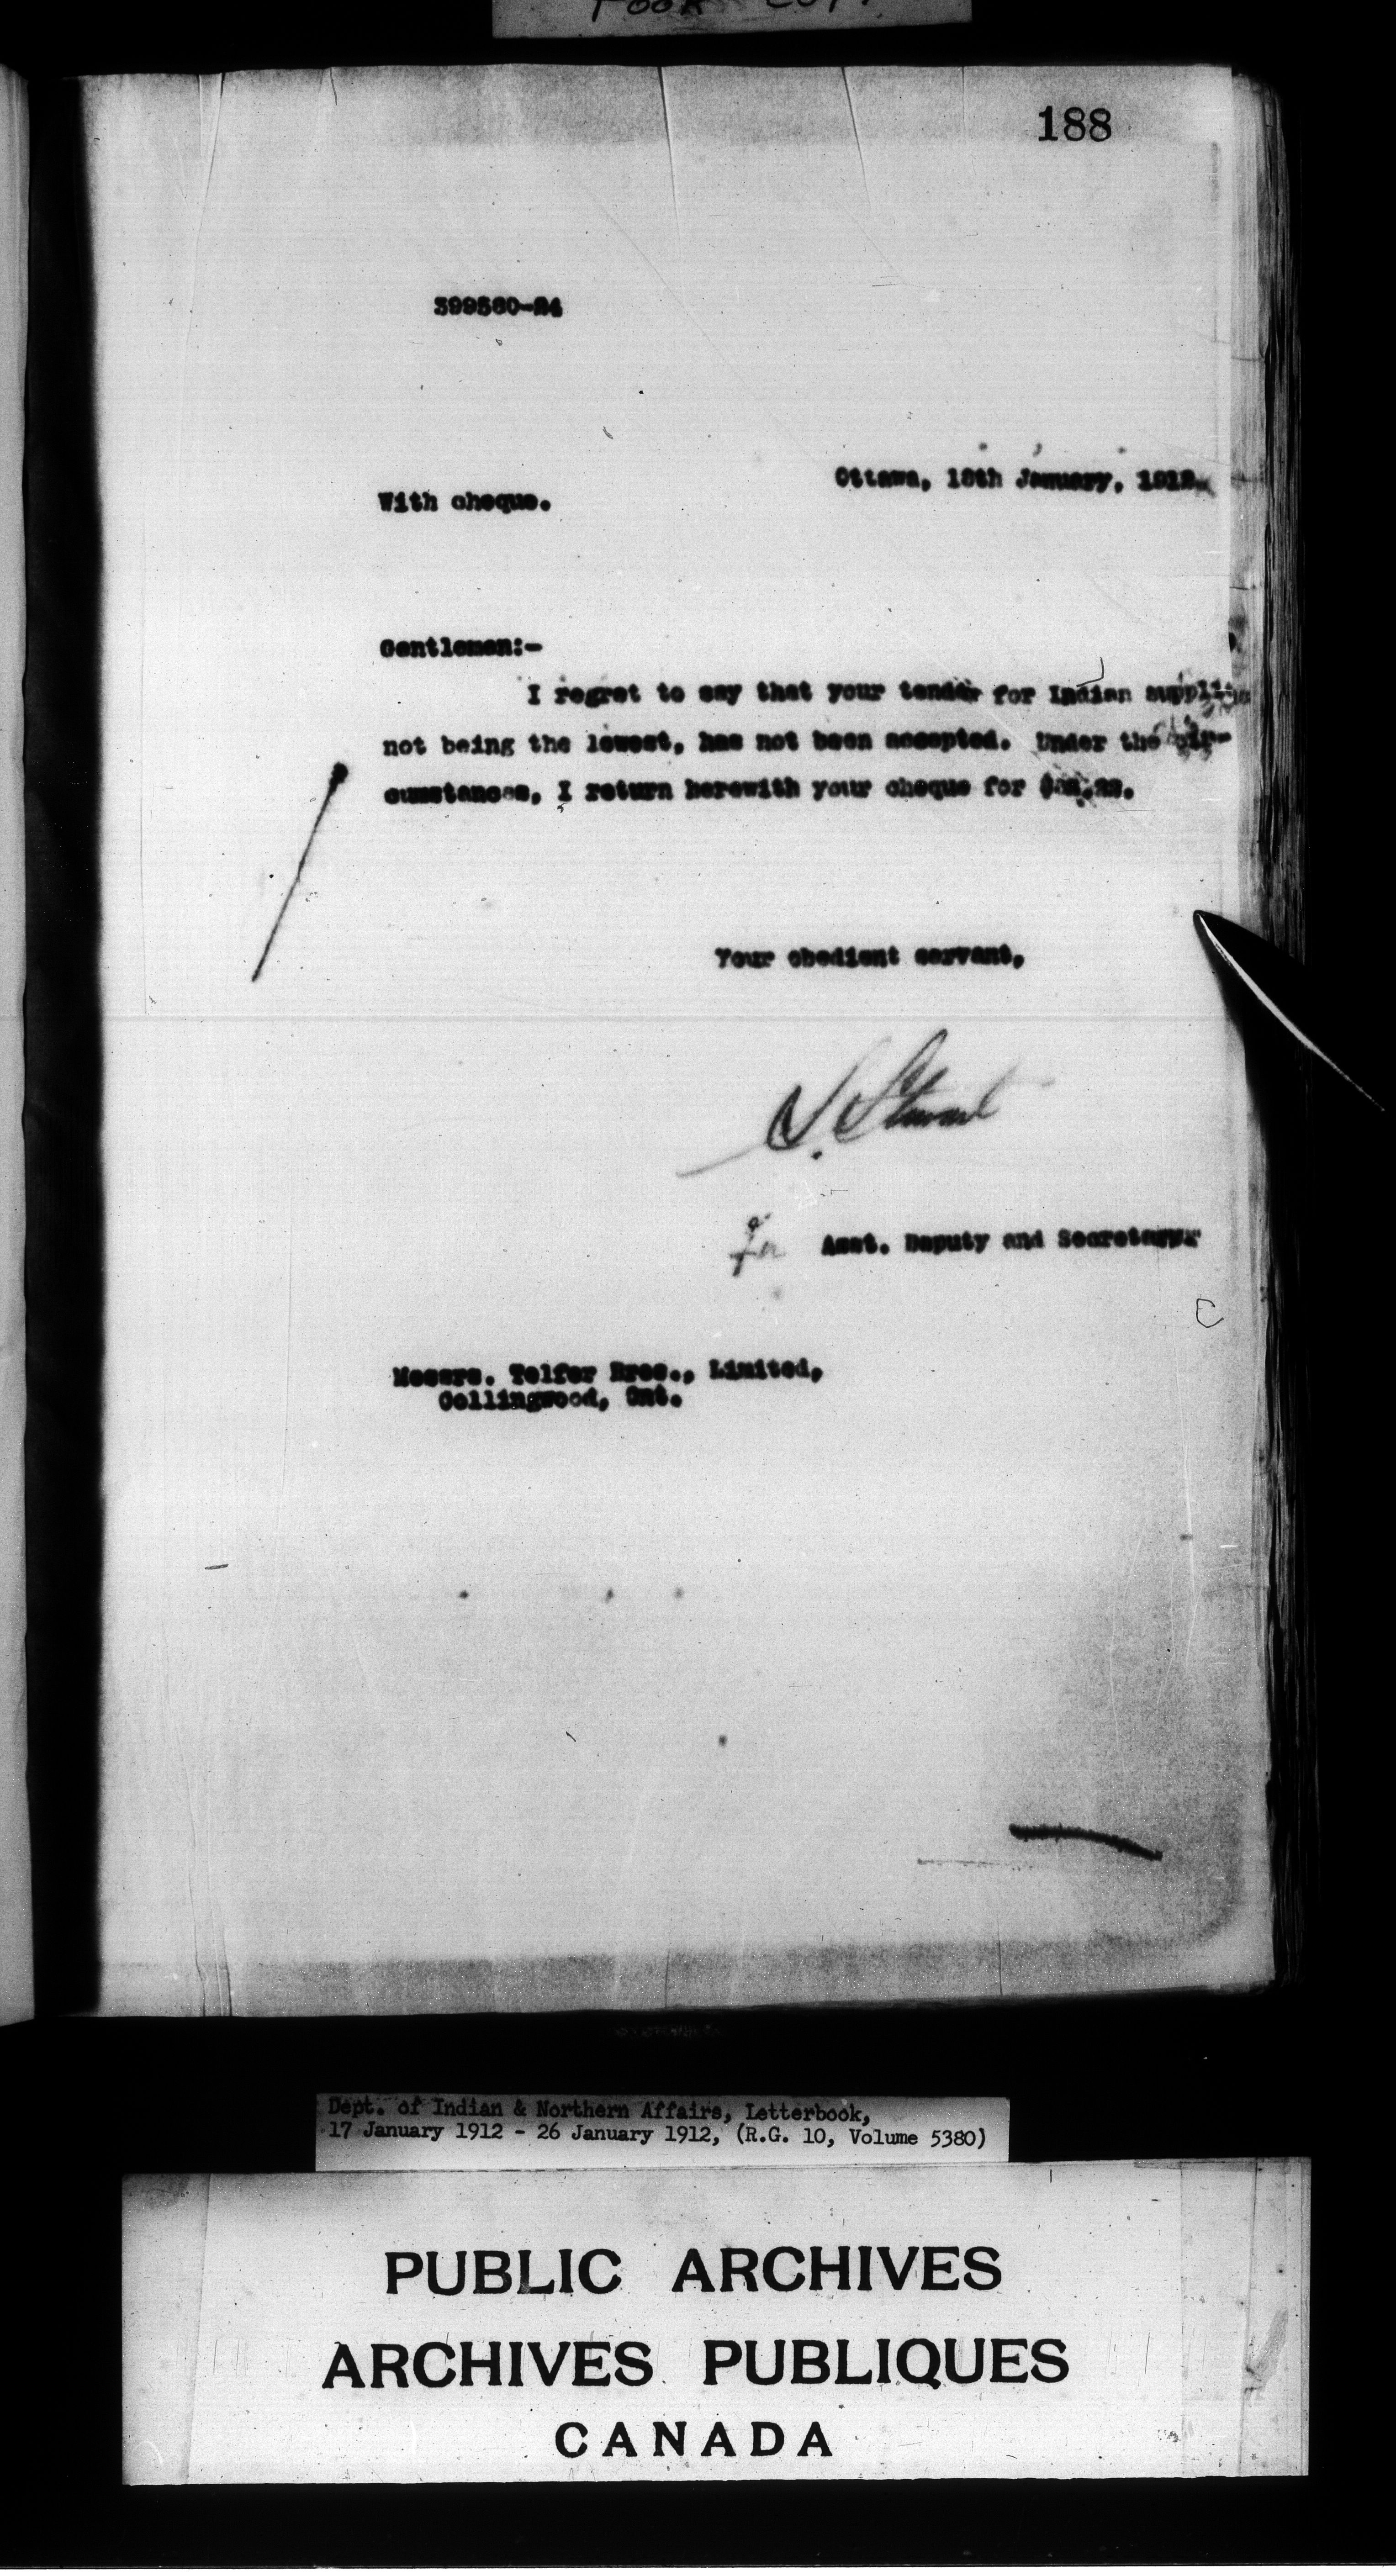 POOR COPY
188
Ottawa, 18th January, 1912.
With cheque.
Gentlemen:-
I regret to say that your tender for Indian supplies
not being the lowest, has not been accepted. Under the cir-
cumstances, I return herewith your cheque for
Your obedient servant,
S. Stewart
For Asst. Deputy and Secretary.
Messrs. Telfer Bros., Limited,
Collingwood, Ont.
Dept. of Indian & Northern Affairs, Letterbook,
17 January 1912 - 26 January 1912, (R.G. 10, Volume 5380)
PUBLIC ARCHIVES
ARCHIVES PUBLIQUES
CANADA